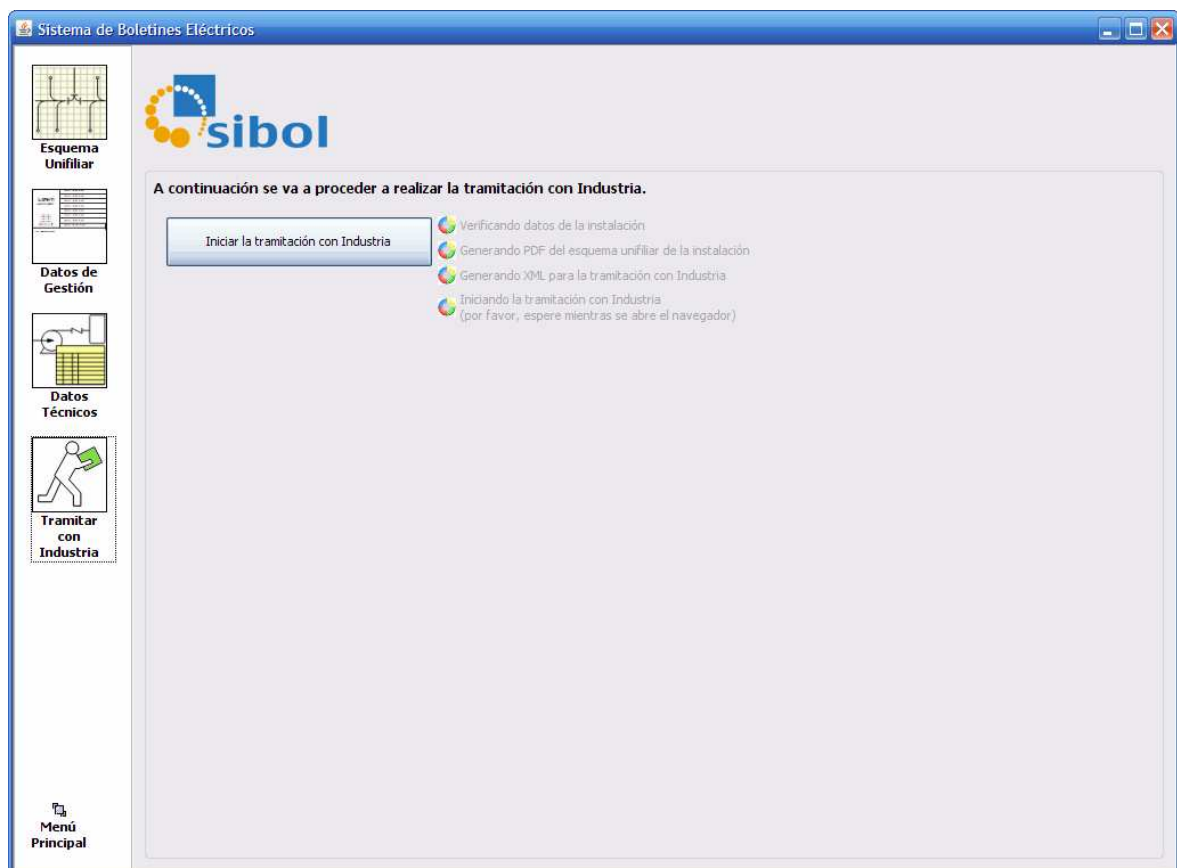 Sistema de Boletines Eléctricos
Esquema
Unifiliar
Datos de
Gestión
Datos
Técnicos
Tramitar
con
Industria
Menú
Principal
sibol
A continuación se va a proceder a realizar la tramitación con Industria.
Iniciar la tramitación con Industria
Verificando datos de la instalación
Generando PDF del esquema unifiliar de la instalación
Generando XML para la tramitación con Industria
Iniciando la tramitación con Industria
(por favor, espere mientras se abre el navegador)